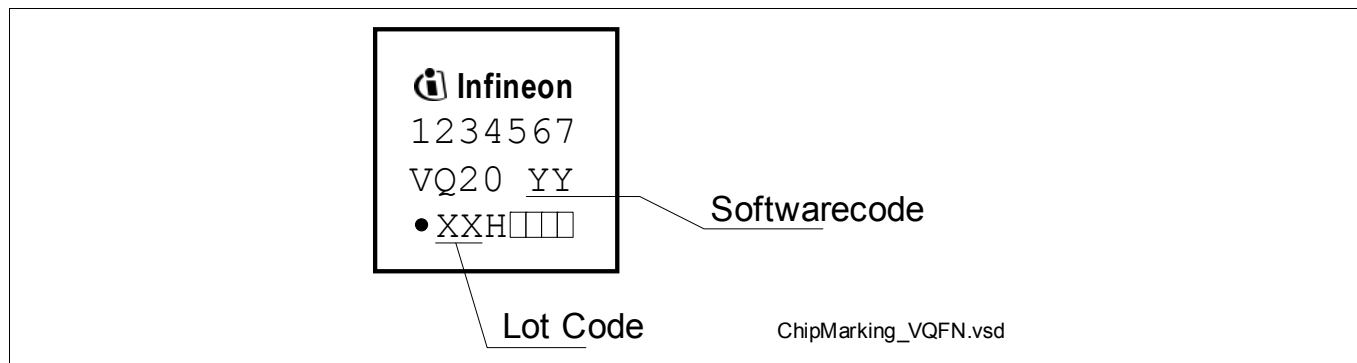 Infineon
1234567
VQ20 YY
Softwarecode
●XXH□□□□
Lot Code
ChipMarking_VQFN.vsd